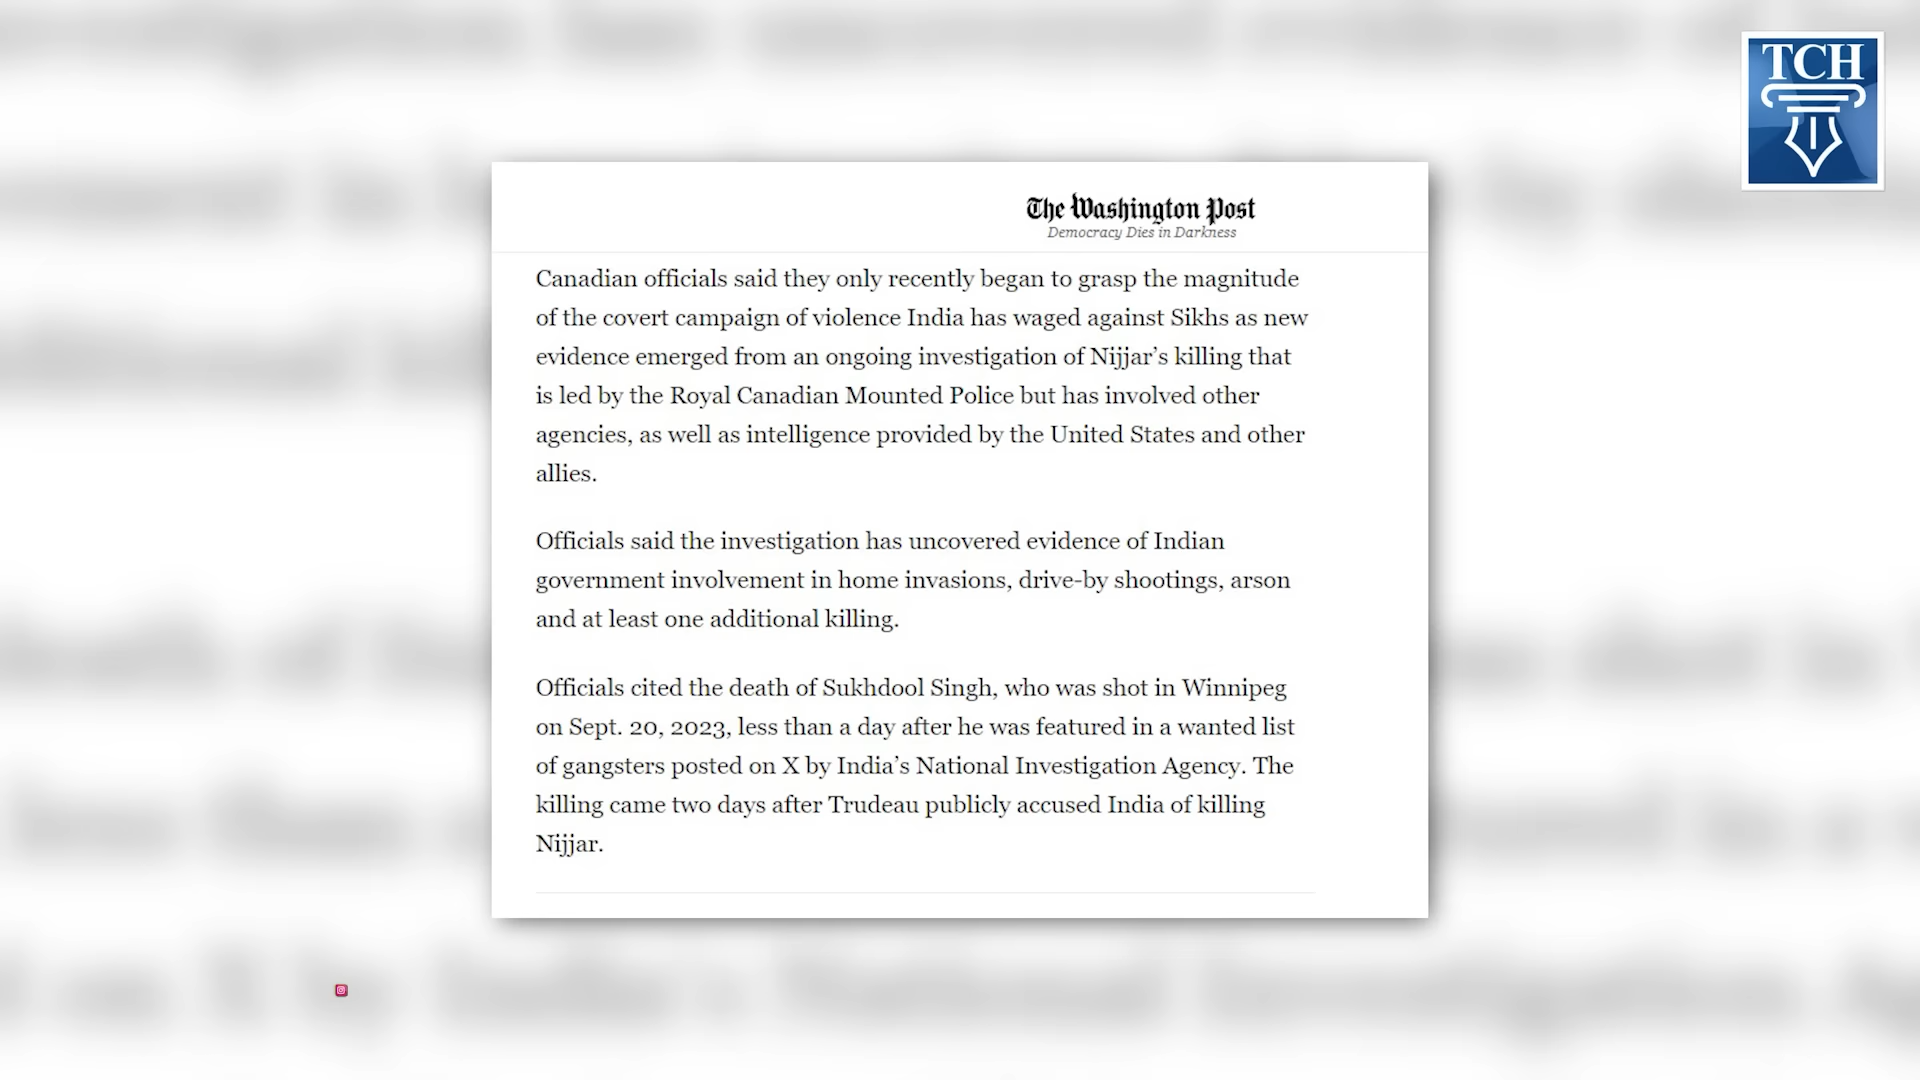 TCH
The Washington Post
Democracy Dies in Darkness
Canadian officials said they only recently began to grasp the magnitude
of the covert campaign of violence India has waged against Sikhs as new
evidence emerged from an ongoing investigation of Nijjar’s killing that
is led by the Royal Canadian Mounted Police but has involved other
agencies, as well as intelligence provided by the United States and other
allies.
Officials said the investigation has uncovered evidence of Indian
government involvement in home invasions, drive-by shootings, arson
and at least one additional killing.
Officials cited the death of Sukhdool Singh, who was shot in Winnipeg
on Sept. 20, 2023, less than a day after he was featured in a wanted list
of gangsters posted on X by India’s National Investigation Agency. The
killing came two days after Trudeau publicly accused India of killing
Nijjar.